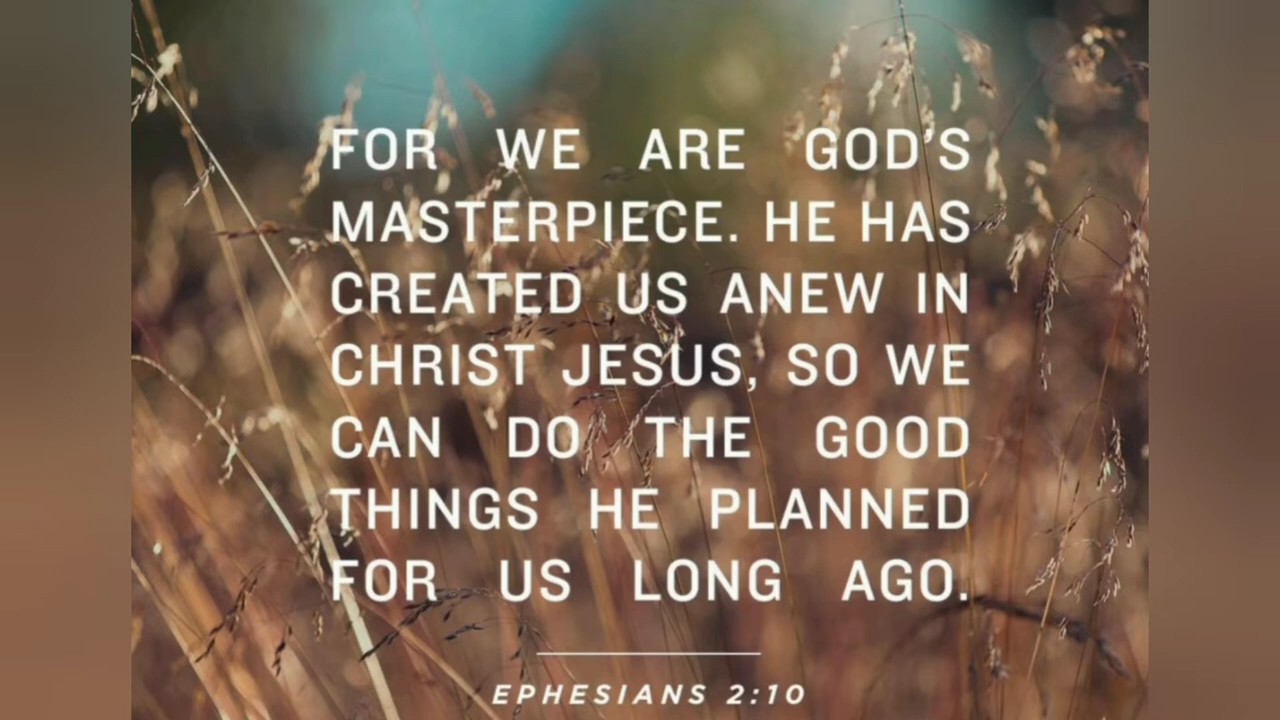 FOR WE ARE GOD'S
MASTERPIECE. HE HAS
CREATED US ANEW IN
CHRIST JESUS, SO WE
CAN DO THE GOOD
THINGS HE PLANNED
FOR US LONG AGO.
EPHESIANS 2:10